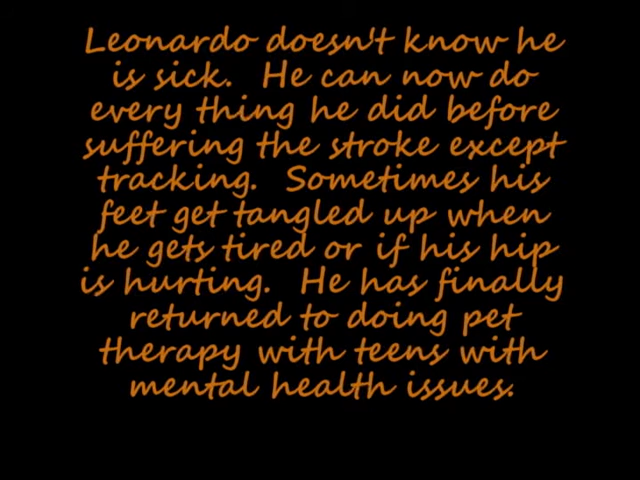 Leonardo doesn't know he
is sick. He can now do
every thing he did before
suffering the stroke except
tracking. Sometimes his
feet get tangled up when
he gets tired or if his hip
is hurting. He has finally
returned to doing pet
therapy with teens with
mental health issues.